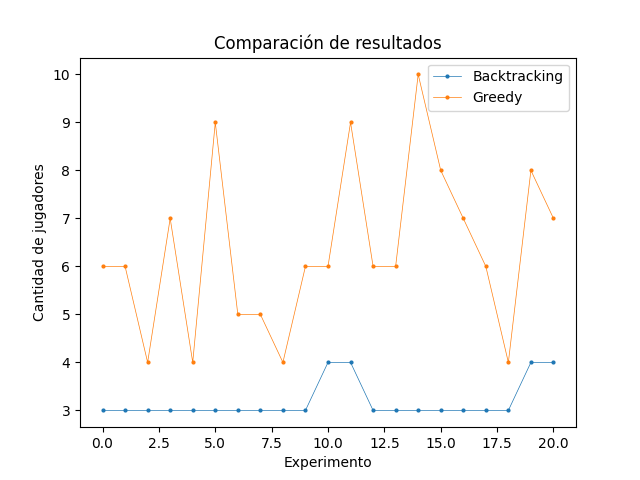 Comparación de resultados
Backtracking
Greedy
Cantidad de jugadores
10
9
8
7
6
5
4
3
0.0 2.5 5.0 7.5 10.0 12.5 15.0 17.5 20.0
Experimento